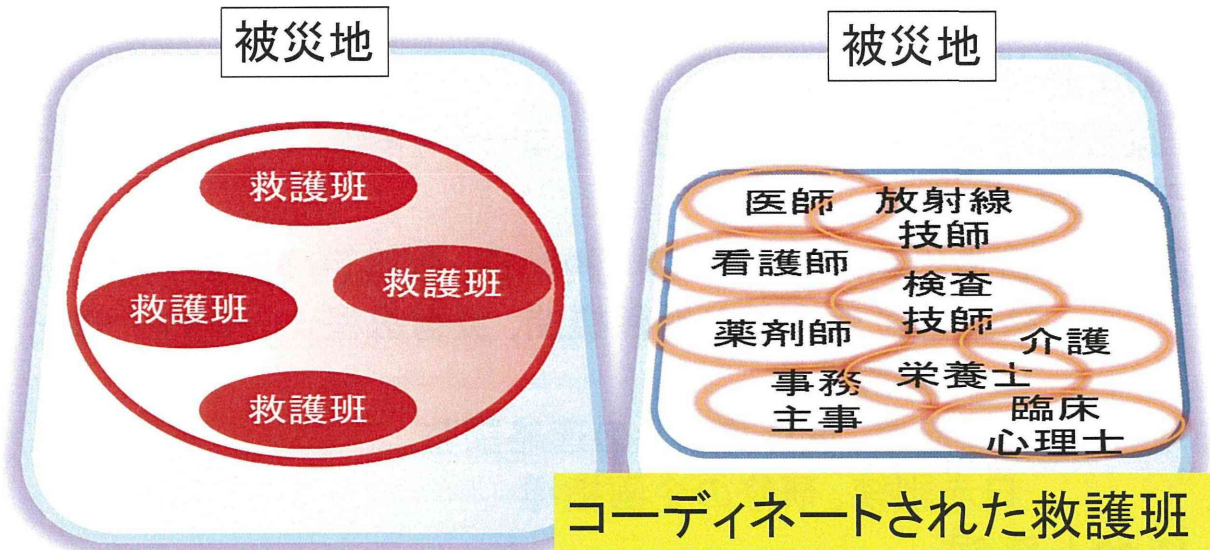 被災地
救護班
救護班
救護班
救護班
被災地
医師
放射線
技師
看護師
検査
技師
薬剤師
介護
栄養士
事務
主事
臨床
心理士
コーディネートされた救護班